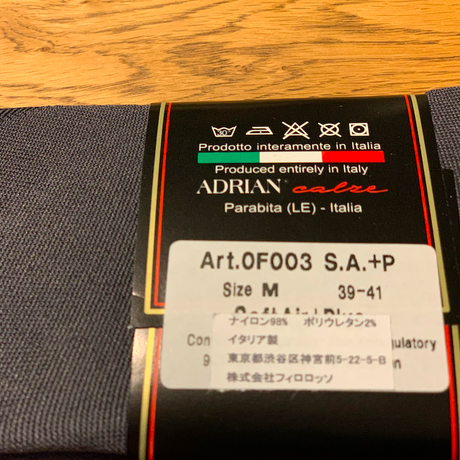 Prodotto interamente in Italia
Produced entirely in Italy
ADRIAN calze
Parabita (LE) - Italia
Art.OF003 S.A.+P
Size M 39-41
ナイロン98% ポリウレタン2%
イタリア製
東京都渋谷区神宮前5-22-5-B
株式会社フィロロッソ